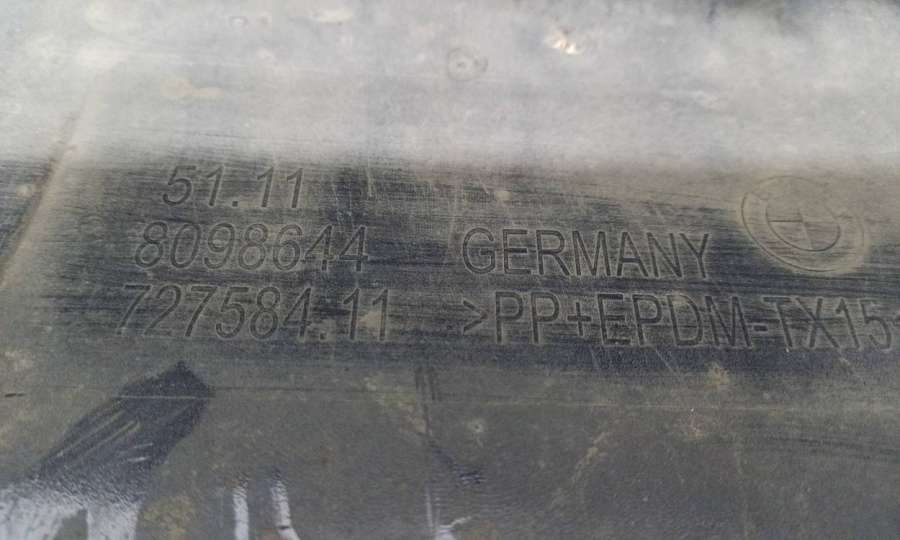 51.11
8098644 GERMANY
727584.11 >PP+EPDM-TX15